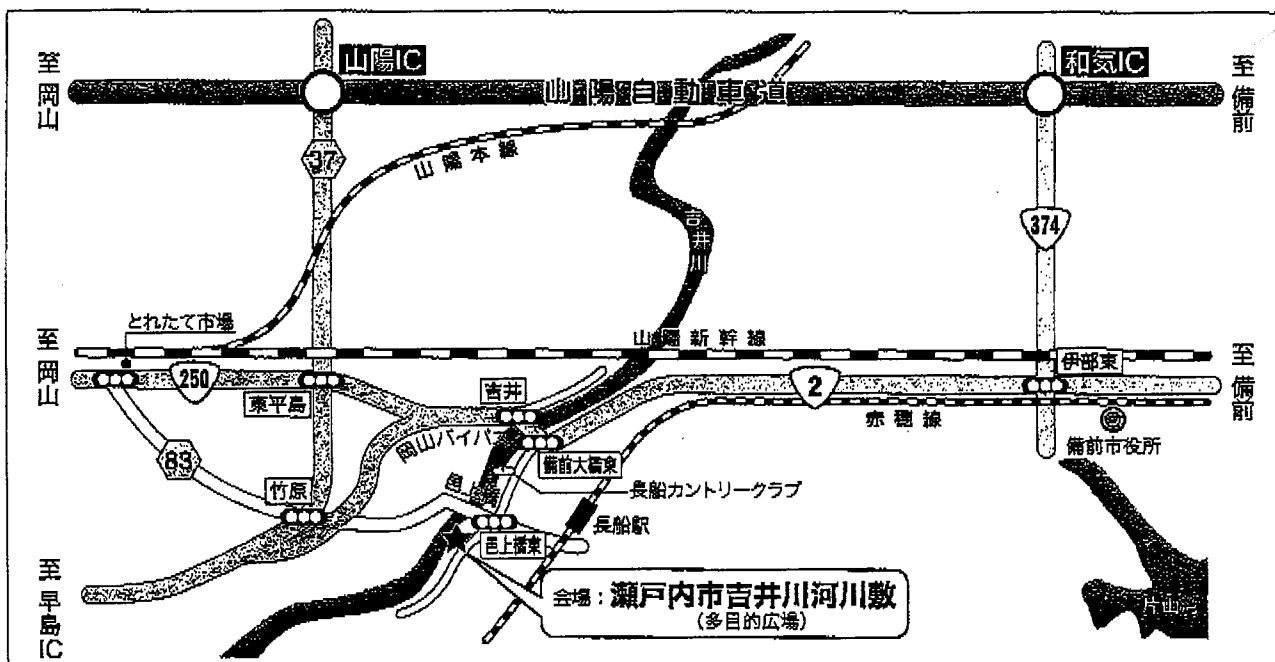 山陽IC
和気IC
至岡山
山陽自動車道
至備前
37
山陽本線
吉井川
374
とれたて市場
至岡山
山陽新幹線
伊部東
至備前
250
東平島
吉井
2
赤穂線
備前市役所
岡山バイパス
備前大橋東
83
竹原
邑上橋
長船カントリークラブ
長船駅
邑上橋東
至早島IC
会場：瀬戸内市吉井川河川敷
(多目的広場)
片山湾